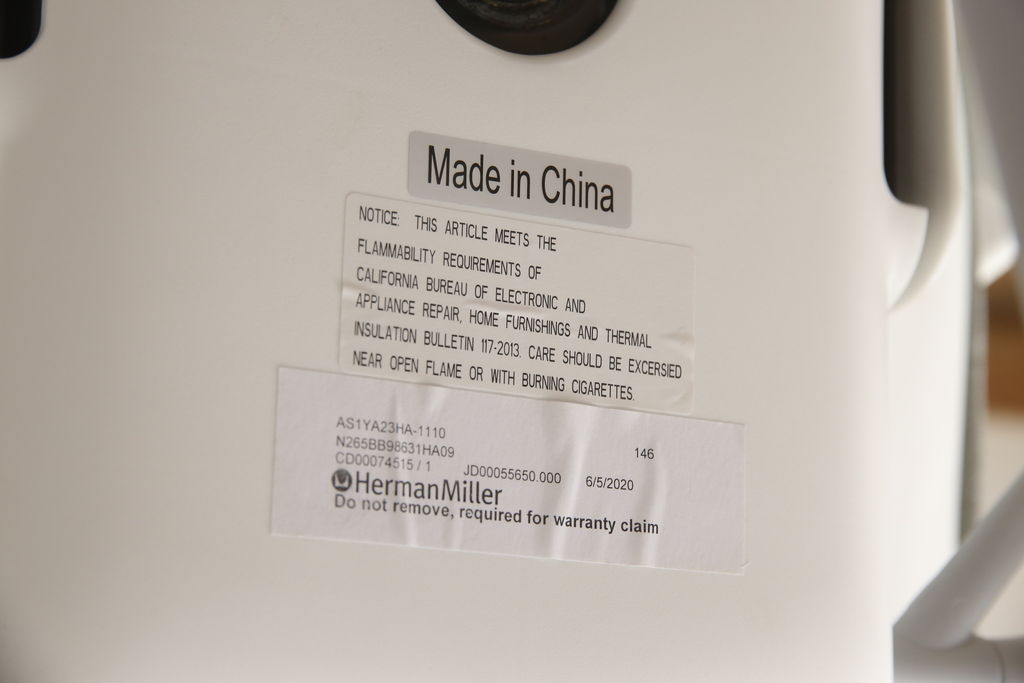 Made in China
NOTICE: THIS ARTICLE MEETS THE
FLAMMABILITY REQUIREMENTS OF
CALIFORNIA BUREAU OF ELECTRONIC AND
APPLIANCE REPAIR, HOME FURNISHINGS AND THERMAL
INSULATION BULLETIN 117-2013. CARE SHOULD BE EXCERSIED
NEAR OPEN FLAME OR WITH BURNING CIGARETTES.
AS1YA23HA-1110
N265BB98631HA09 146
CD00074515 / 1 JD00055650.000 6/5/2020
HermanMiller
Do not remove, required for warranty claim